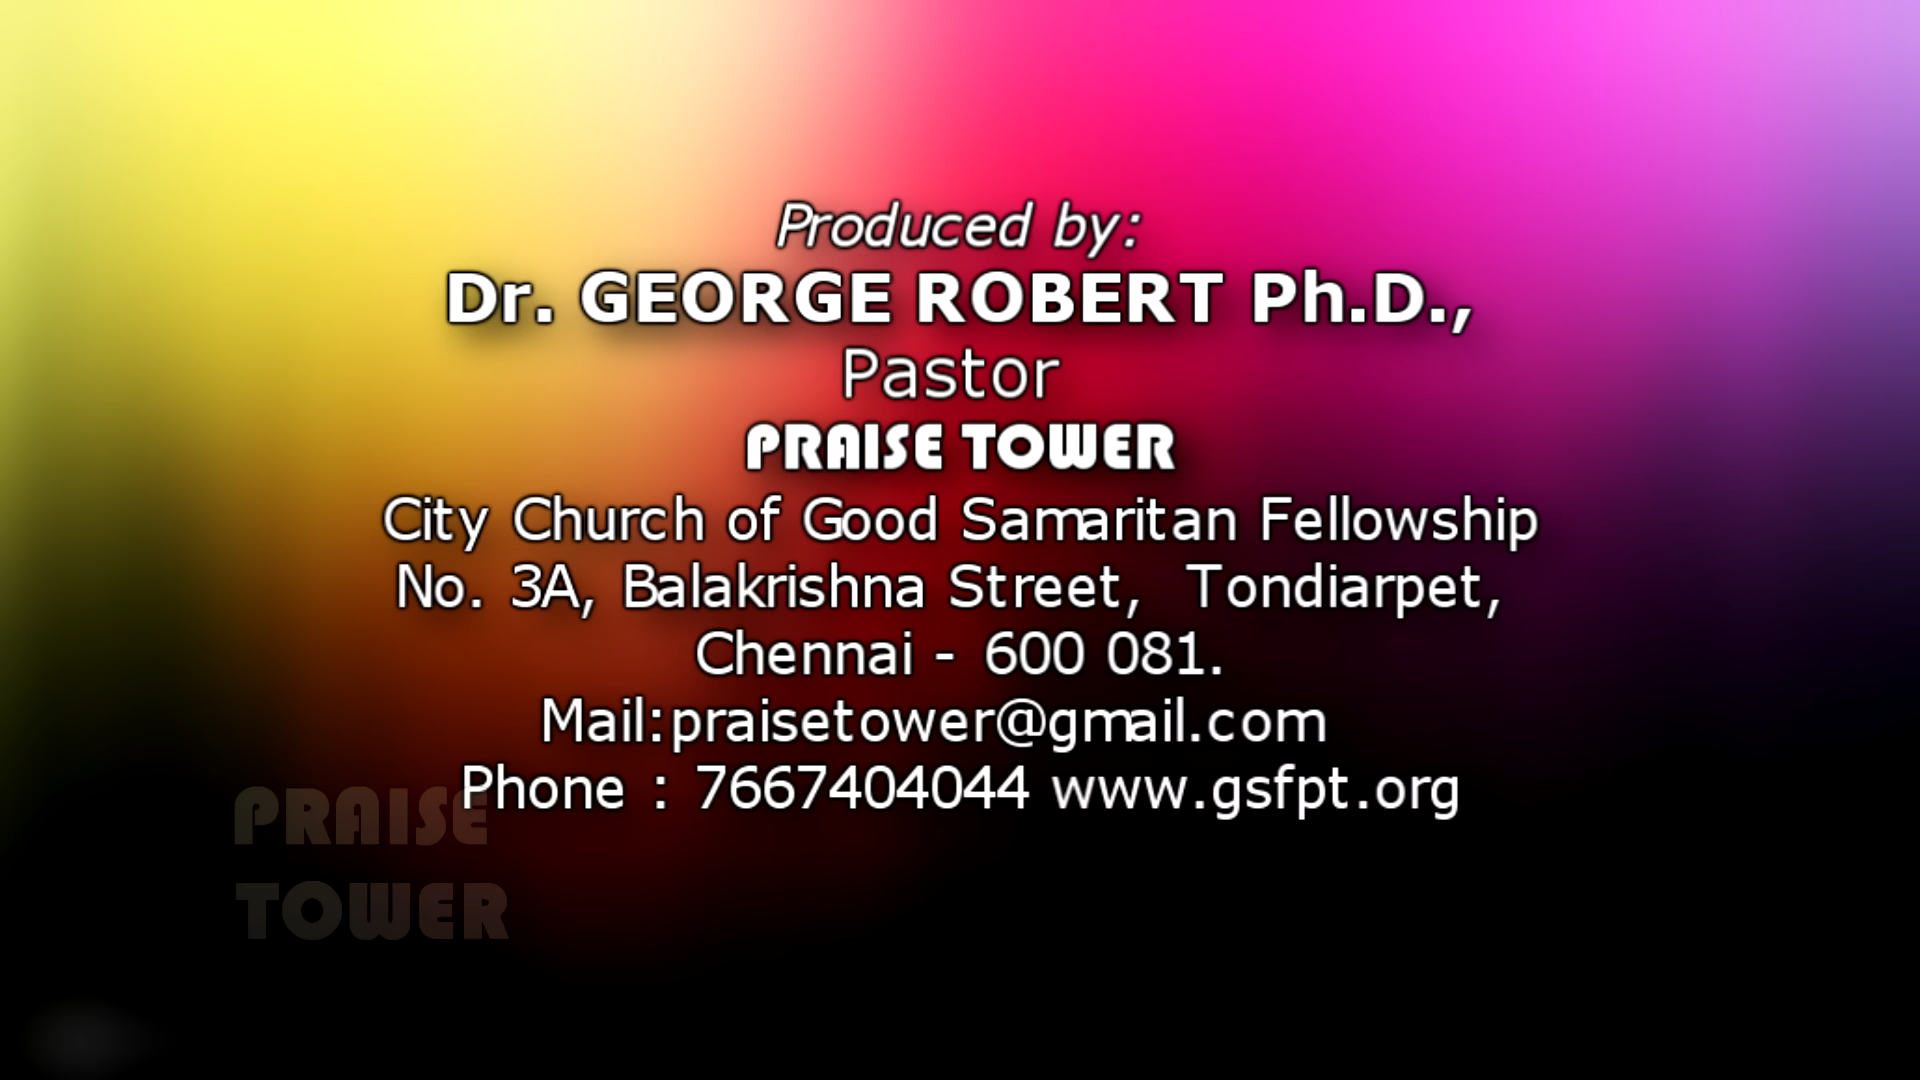 Produced by:
Dr. GEORGE ROBERT Ph.D.,
Pastor
PRAISE TOWER
City Church of Good Samaritan Fellowship
No. 3A, Balakrishna Street, Tondiarpet,
Chennai - 600 081.
Mail:praisetower@gmail.com
Phone : 7667404044 www.gsfpt.org
PRAISE
TOWER